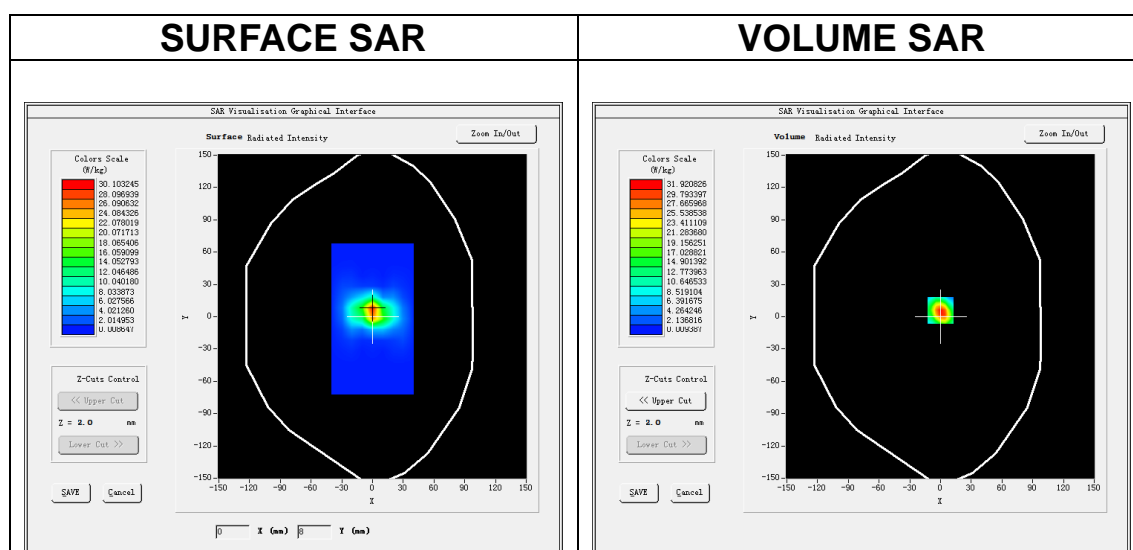 SURFACE SAR
VOLUME SAR
SAR Visualisation Graphical Interface
Surface Radiated Intensity
Zoom In/Out
Colors Scale
(W/kg)
30.103245
28.096939
26.090632
24.084326
22.078019
20.071713
18.065406
16.059099
14.052793
12.046486
10.040180
8.033873
6.027566
4.021260
2.014953
0.008647
Z-Cuts Control
<< Upper Cut
Z = 2.0 mm
Lower Cut >>
SAVE
Cancel
150
120
90
60
30
0
-30
-60
-90
-120
-150
Y
-150 -120 -90 -60 -30 0 30 60 90 120 150
X
0 X (mm) 8 Y (mm)
SAR Visualisation Graphical Interface
Volume Radiated Intensity
Zoom In/Out
Colors Scale
(W/kg)
31.920826
29.793397
27.665968
25.538538
23.411109
21.283680
19.156251
17.028821
14.901392
12.773963
10.646533
8.519104
6.391675
4.264246
2.136816
0.009387
Z-Cuts Control
<< Upper Cut
Z = 2.0 mm
Lower Cut >>
SAVE
Cancel
150
120
90
60
30
0
-30
-60
-90
-120
-150
Y
-150 -120 -90 -60 -30 0 30 60 90 120 150
X